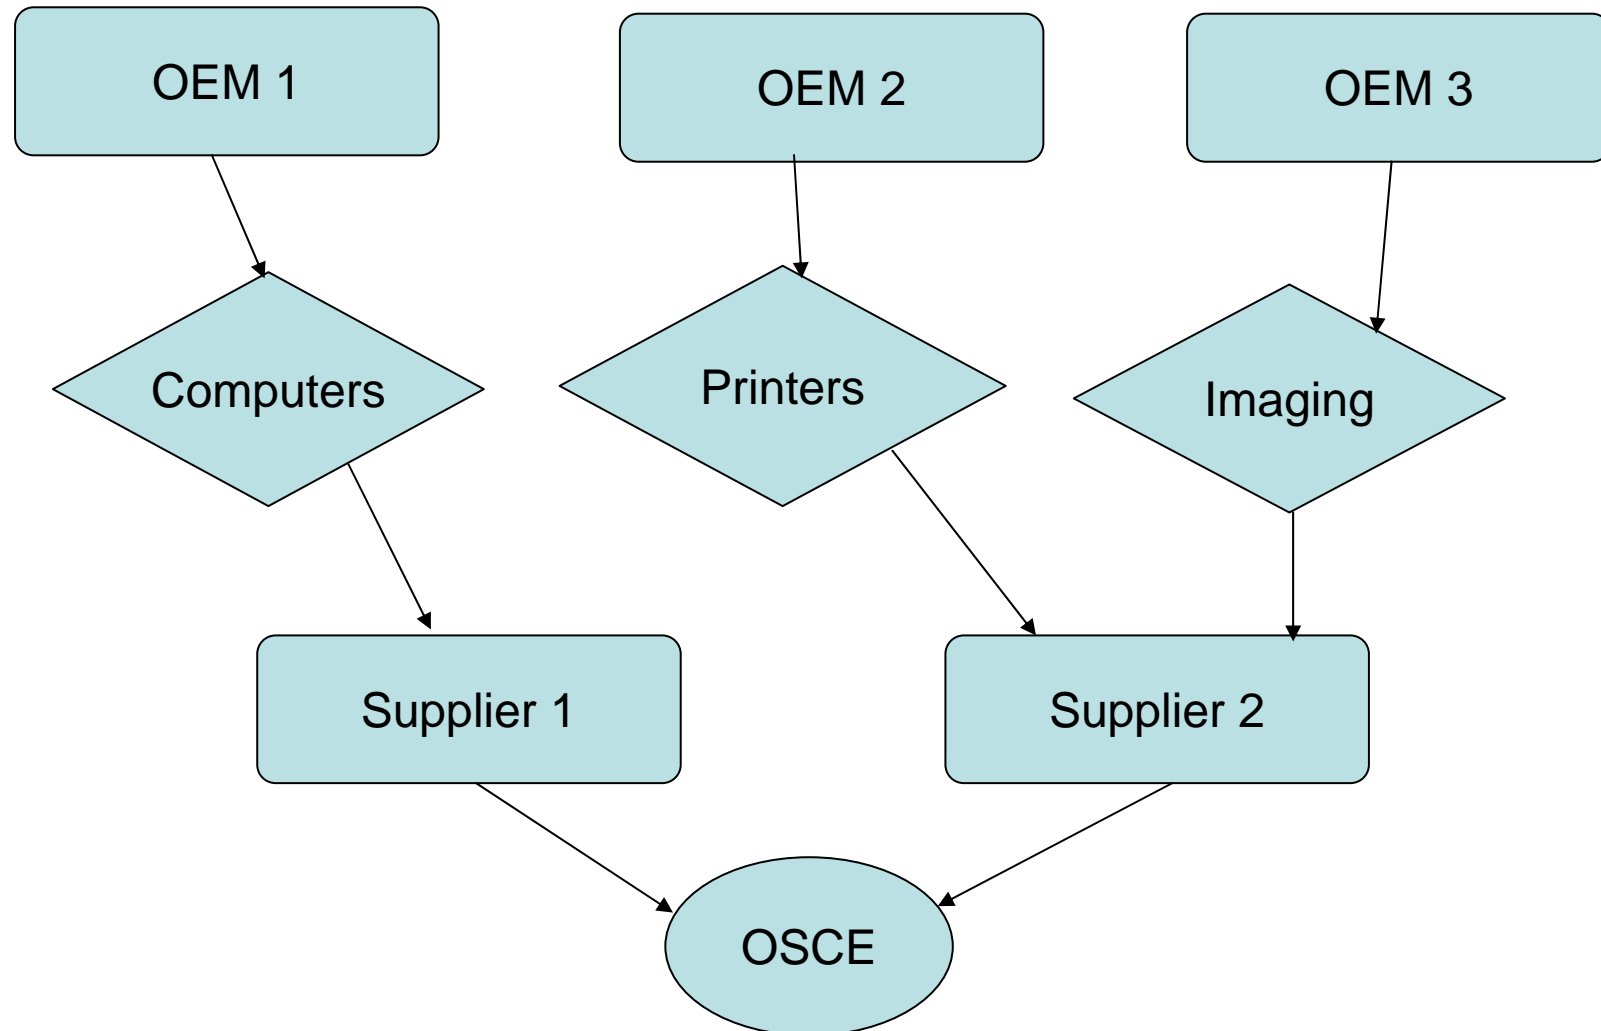 OEM 1
OEM 2
OEM 3
Computers
Printers
Imaging
Supplier 1
Supplier 2
OSCE